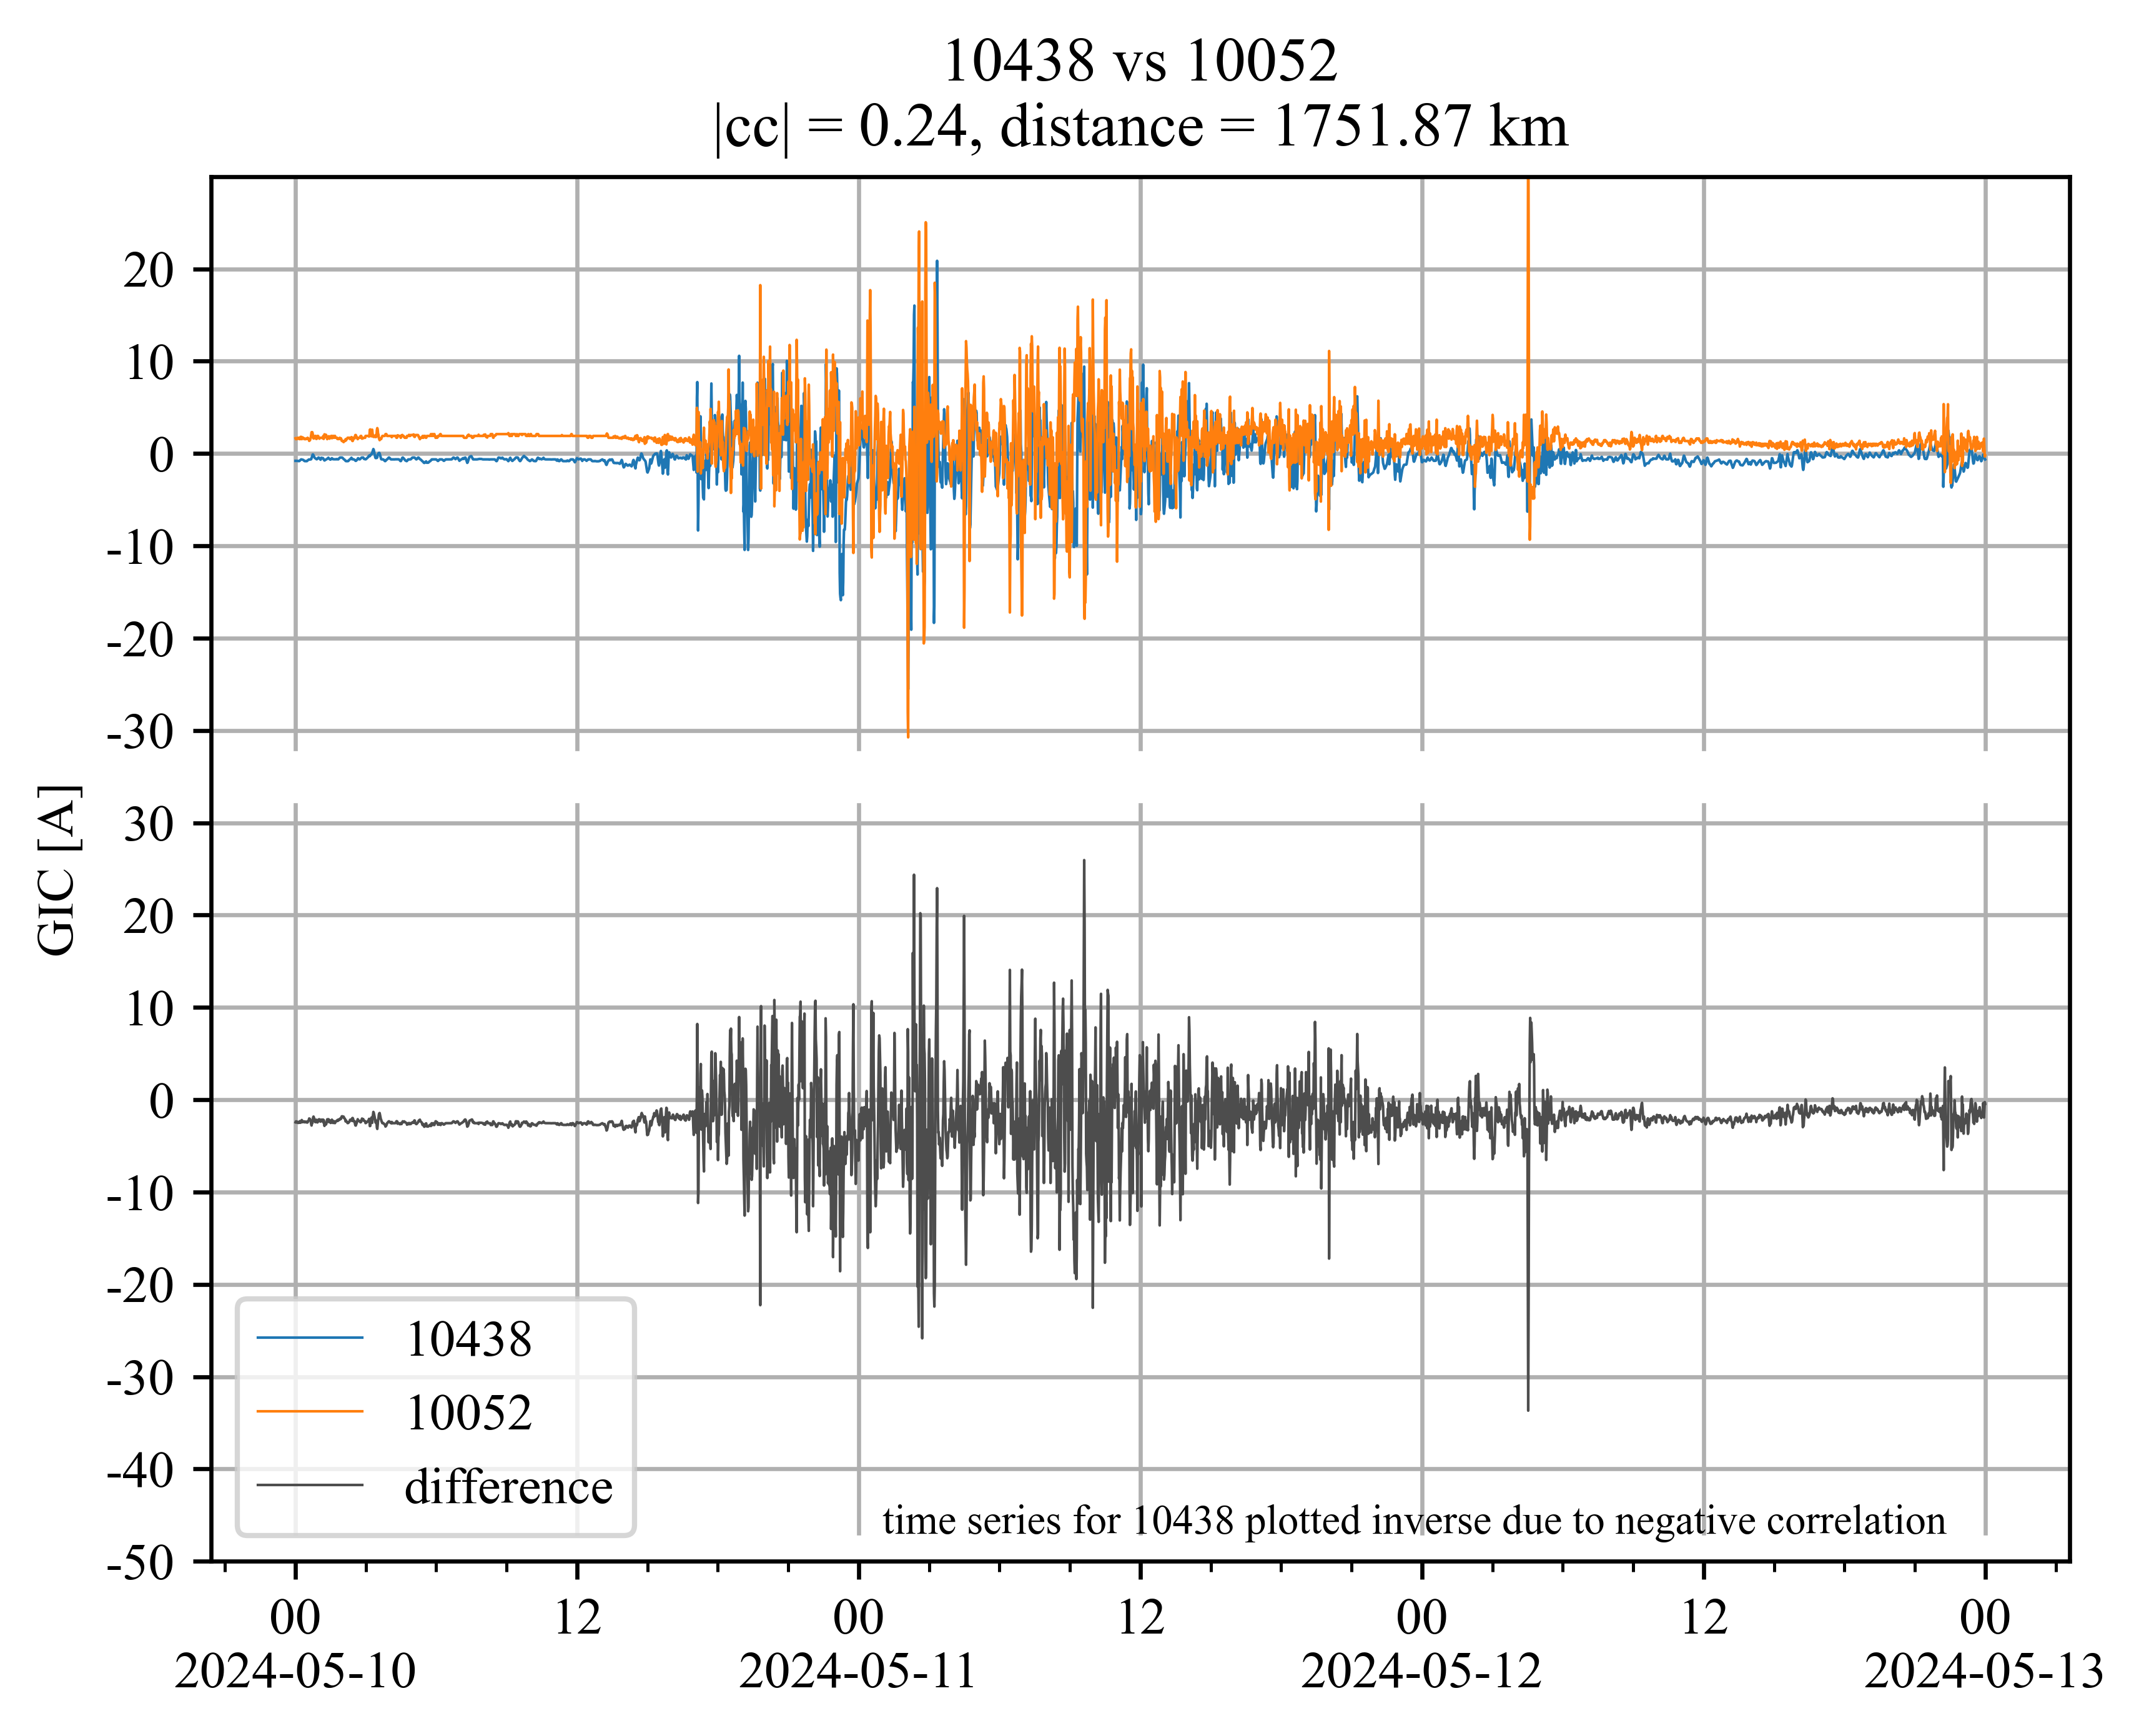 10438 vs 10052
|cc| = 0.24, distance = 1751.87 km
20
10
0
-10
-20
-30
30
20
10
0
-10
-20
-30
-40
-50
GIC [A]
10438
10052
difference
time series for 10438 plotted inverse due to negative correlation
00 12 00 12 00 12 00
2024-05-10 2024-05-11 2024-05-12 2024-05-13